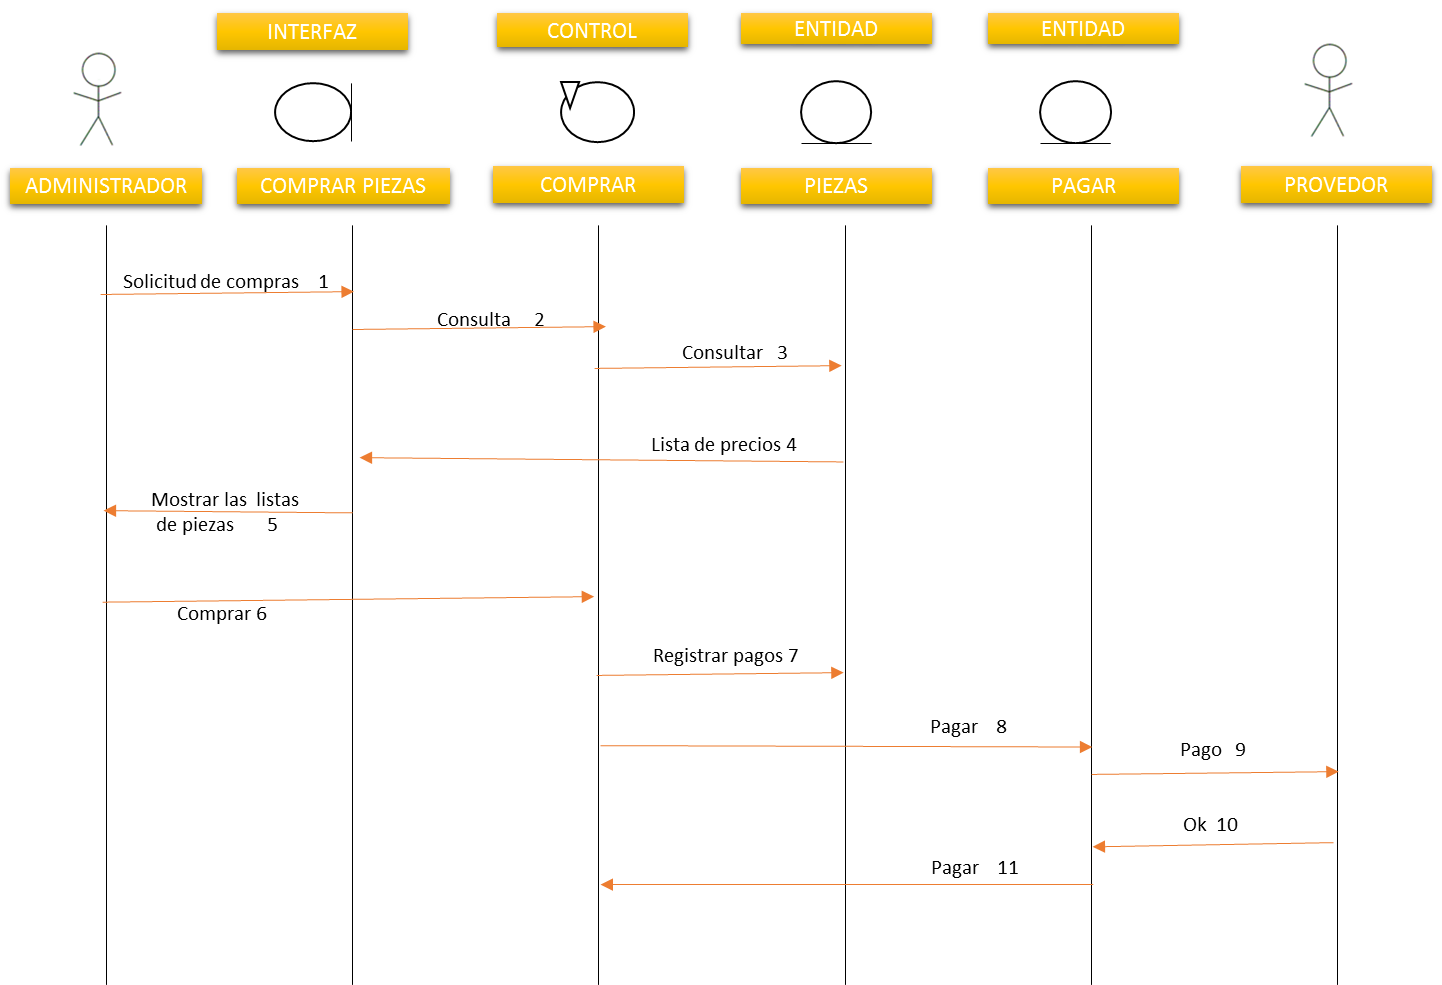 INTERFAZ
CONTROL
ENTIDAD
ENTIDAD
ADMINISTRADOR
COMPRAR PIEZAS
COMPRAR
PIEZAS
PAGAR
PROVEDOR
Solicitud de compras 1
Consulta 2
Consultar 3
Lista de precios 4
Mostrar las listas
de piezas 5
Comprar 6
Registrar pagos 7
Pagar 8
Pago 9
Ok 10
Pagar 11